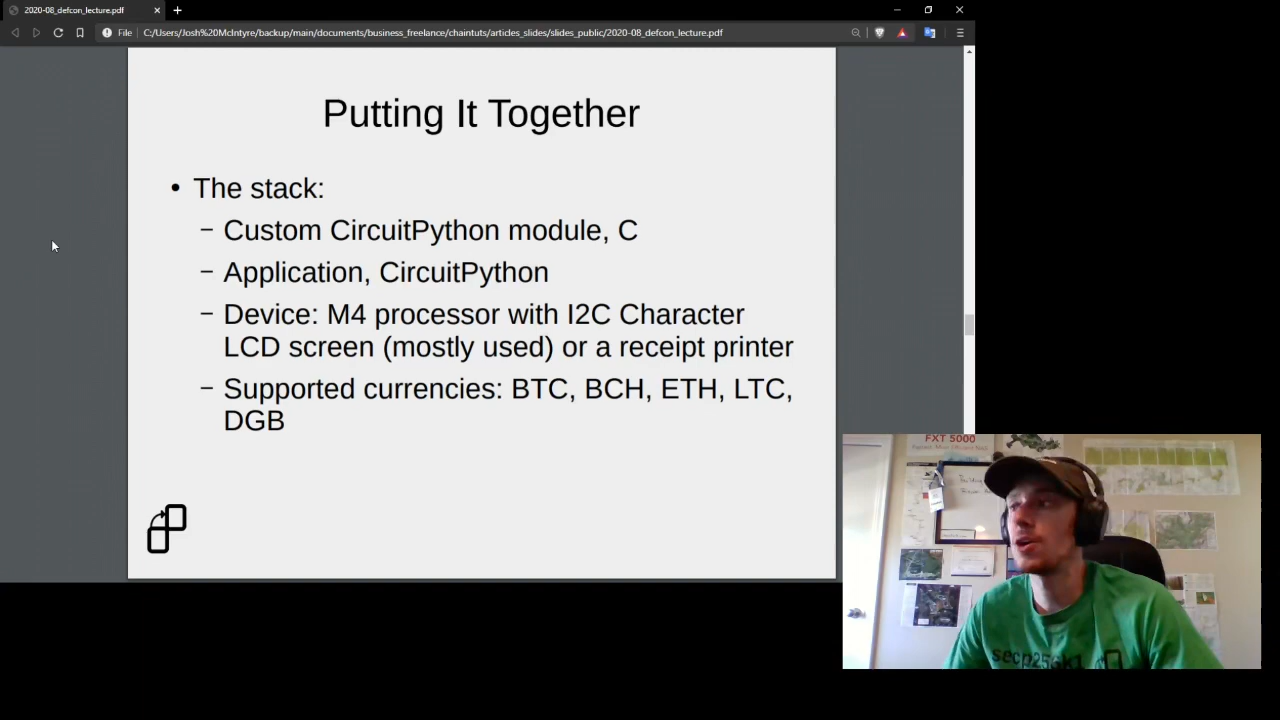 2020-08_defcon_lecture.pdf
File
C:/Users/Josh%20McIntyre/backup/main/documents/business_freelance/chaintuts/articles_slides/slides_public/2020-08_defcon_lecture.pdf
Putting It Together
• The stack:
– Custom CircuitPython module, C
– Application, CircuitPython
– Device: M4 processor with I2C Character
LCD screen (mostly used) or a receipt printer
– Supported currencies: BTC, BCH, ETH, LTC,
DGB
FXT 5000
secp256k1